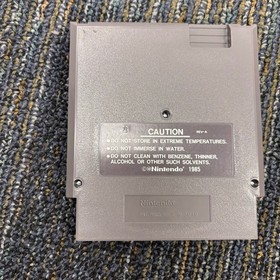 CAUTION
• DO NOT STORE IN EXTREME TEMPERATURES.
• DO NOT IMMERSE IN WATER.
• DO NOT CLEAN WITH BENZENE, THINNER,
ALCOHOL OR OTHER SUCH SOLVENTS.
©®Nintendo 1985
Nintendo